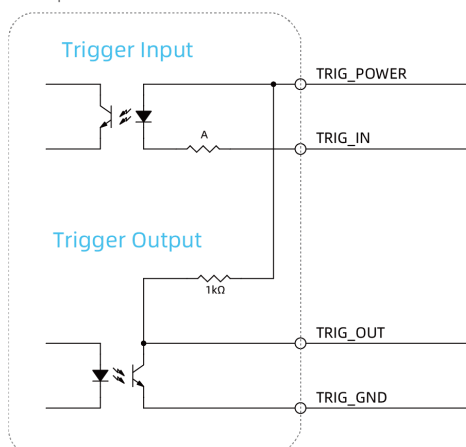 Trigger Input
TRIG_POWER
A
TRIG_IN
Trigger Output
1kΩ
TRIG_OUT
TRIG_GND